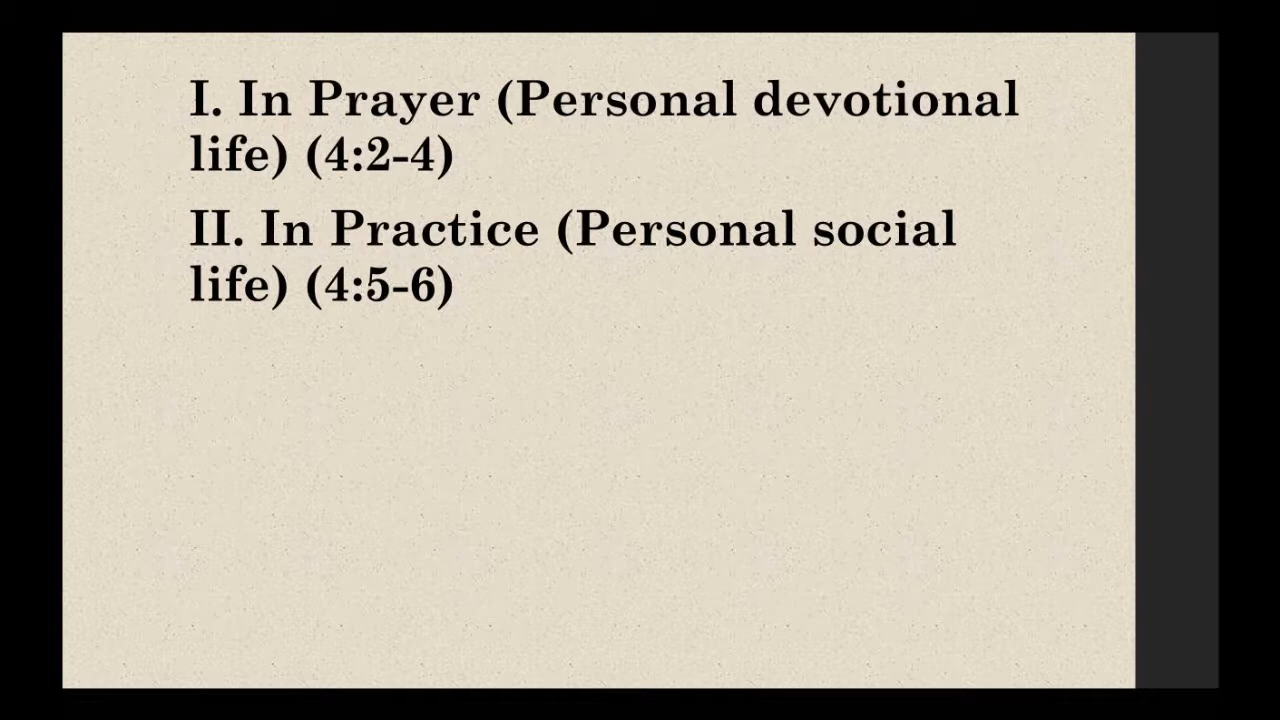 I. In Prayer (Personal devotional
life) (4:2-4)
II. In Practice (Personal social
life) (4:5-6)